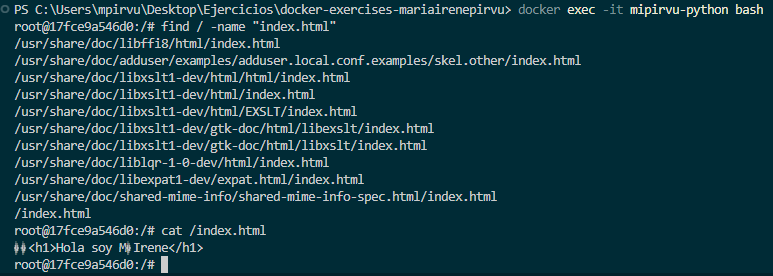 PS C:\Users\mpirvu\Desktop\Ejercicios\docker-exercises-mariairenepirvu> docker exec -it mipirvu-python bash
root@17fce9a546d0:/# find / -name "index.html"
/usr/share/doc/libffi8/html/index.html
/usr/share/doc/adduser/examples/adduser.local.conf.examples/skel.other/index.html
/usr/share/doc/libxslt1-dev/html/html/index.html
/usr/share/doc/libxslt1-dev/html/index.html
/usr/share/doc/libxslt1-dev/html/EXSLT/index.html
/usr/share/doc/libxslt1-dev/gtk-doc/html/libexslt/index.html
/usr/share/doc/libxslt1-dev/gtk-doc/html/libxslt/index.html
/usr/share/doc/liblqr-1-0-dev/html/index.html
/usr/share/doc/libexpat1-dev/expat.html/index.html
/usr/share/doc/shared-mime-info/shared-mime-info-spec.html/index.html
/index.html
root@17fce9a546d0:/# cat /index.html
��<h1>Hola soy M�Irene</h1>
root@17fce9a546d0:/#